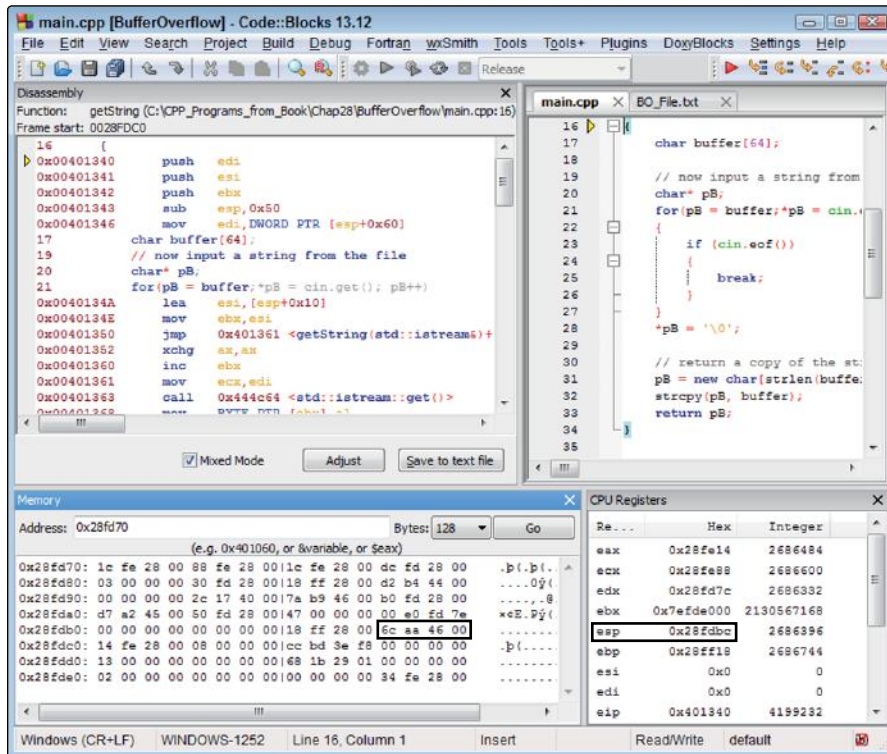 main.cpp [BufferOverflow] - Code::Blocks 13.12
File Edit View Search Project Build Debug Fortran wxSmith Tools Tools+ Plugins DoxyBlocks Settings Help
Release
Disassembly
Function: getString (C:\CPP_Programs_from_Book\Chap28\BufferOverflow\main.cpp:16)
Frame start: 0028FDC0
16 {
0x00401340 push edi
0x00401341 push esi
0x00401342 push ebx
0x00401343 sub esp,0x50
0x00401346 mov edi,DWORD PTR [esp+0x60]
17 char buffer[64];
19 // now input a string from the file
20 char* pB;
21 for(pB = buffer;*pB = cin.get(); pB++)
0x0040134A lea esi,[esp+0x10]
0x0040134E mov ebx,esi
0x00401350 jmp 0x401361 <getString(std::istream&)+
0x00401352 xchg ax,ax
0x00401360 inc ebx
0x00401361 mov ecx,edi
0x00401363 call 0x444c64 <std::istream::get()>
Mixed Mode Adjust Save to text file
main.cpp BO_File.txt
16 {
17 char buffer[64];
18
19 // now input a string from
20 char* pB;
21 for(pB = buffer;*pB = cin.
22 {
23 if (cin.eof())
24 {
25 break;
26 }
27 }
28 *pB = '\0';
29
30 // return a copy of the st
31 pB = new char[strlen(buffe
32 strcpy(pB, buffer);
33 return pB;
34 }
35
Memory
Address: 0x28fd70 Bytes: 128 Go
(e.g. 0x401060, or &variable, or $eax)
0x28fd70: 1c fe 28 00 88 fe 28 00|1c fe 28 00 dc fd 28 00 .þ(.þ(.
0x28fd80: 03 00 00 00 30 fd 28 00|18 ff 28 00 d2 b4 44 00 ....0ý(
0x28fd90: 00 00 00 00 2c 17 40 00|7a b9 46 00 b0 fd 28 00 ....,.@
0x28fda0: d7 a2 45 00 50 fd 28 00|47 00 00 00 00 e0 fd 7e ×¢E.Pý(
0x28fdb0: 00 00 00 00 00 00 00 00|18 ff 28 00 6c aa 46 00 .......
0x28fdc0: 14 fe 28 00 08 00 00 00|cc bd 3e f8 00 00 00 00 .þ(....
0x28fdd0: 13 00 00 00 00 00 00 00|68 1b 29 01 00 00 00 00 .......
0x28fde0: 02 00 00 00 00 00 00 00|00 00 00 00 34 fe 28 00 .......
CPU Registers
Re... Hex Integer
eax 0x28fe14 2686484
ecx 0x28fe88 2686600
edx 0x28fd7c 2686332
ebx 0x7efde000 2130567168
esp 0x28fdbc 2686396
ebp 0x28ff18 2686744
esi 0x0 0
edi 0x0 0
eip 0x401340 4199232
Windows (CR+LF) WINDOWS-1252 Line 16, Column 1 Insert Read/Write default